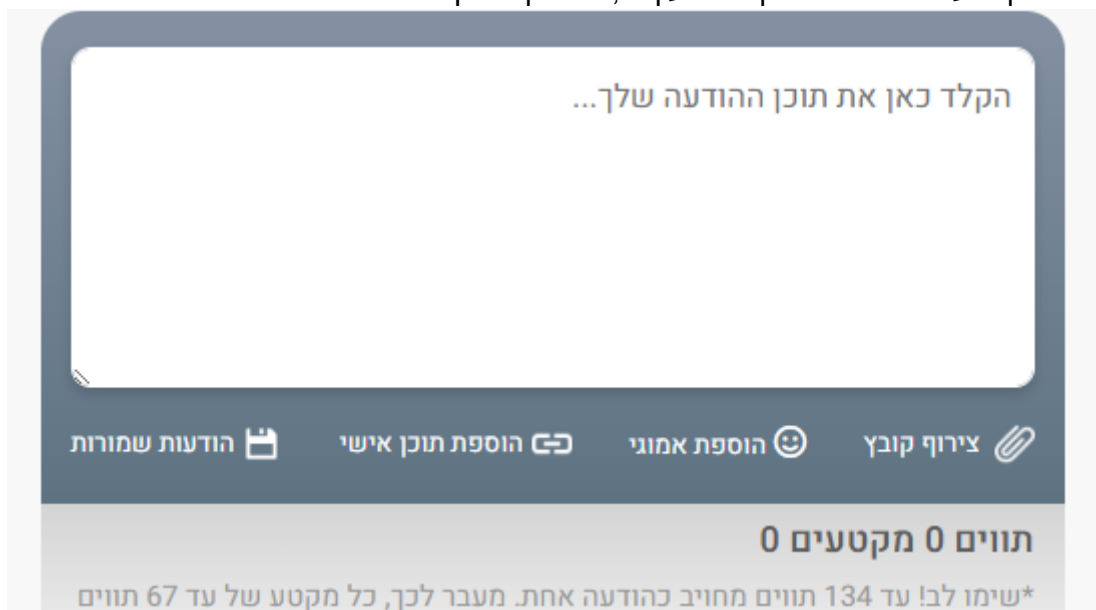 הקלד כאן את תוכן ההודעה שלך...
צירוף קובץ הוספת אמוגי הוספת תוכן אישי הודעות שמורות
תווים 0 מקטעים 0
*שימו לב! עד 134 תווים מחויב כהודעה אחת. מעבר לכך, כל מקטע של עד 67 תווים